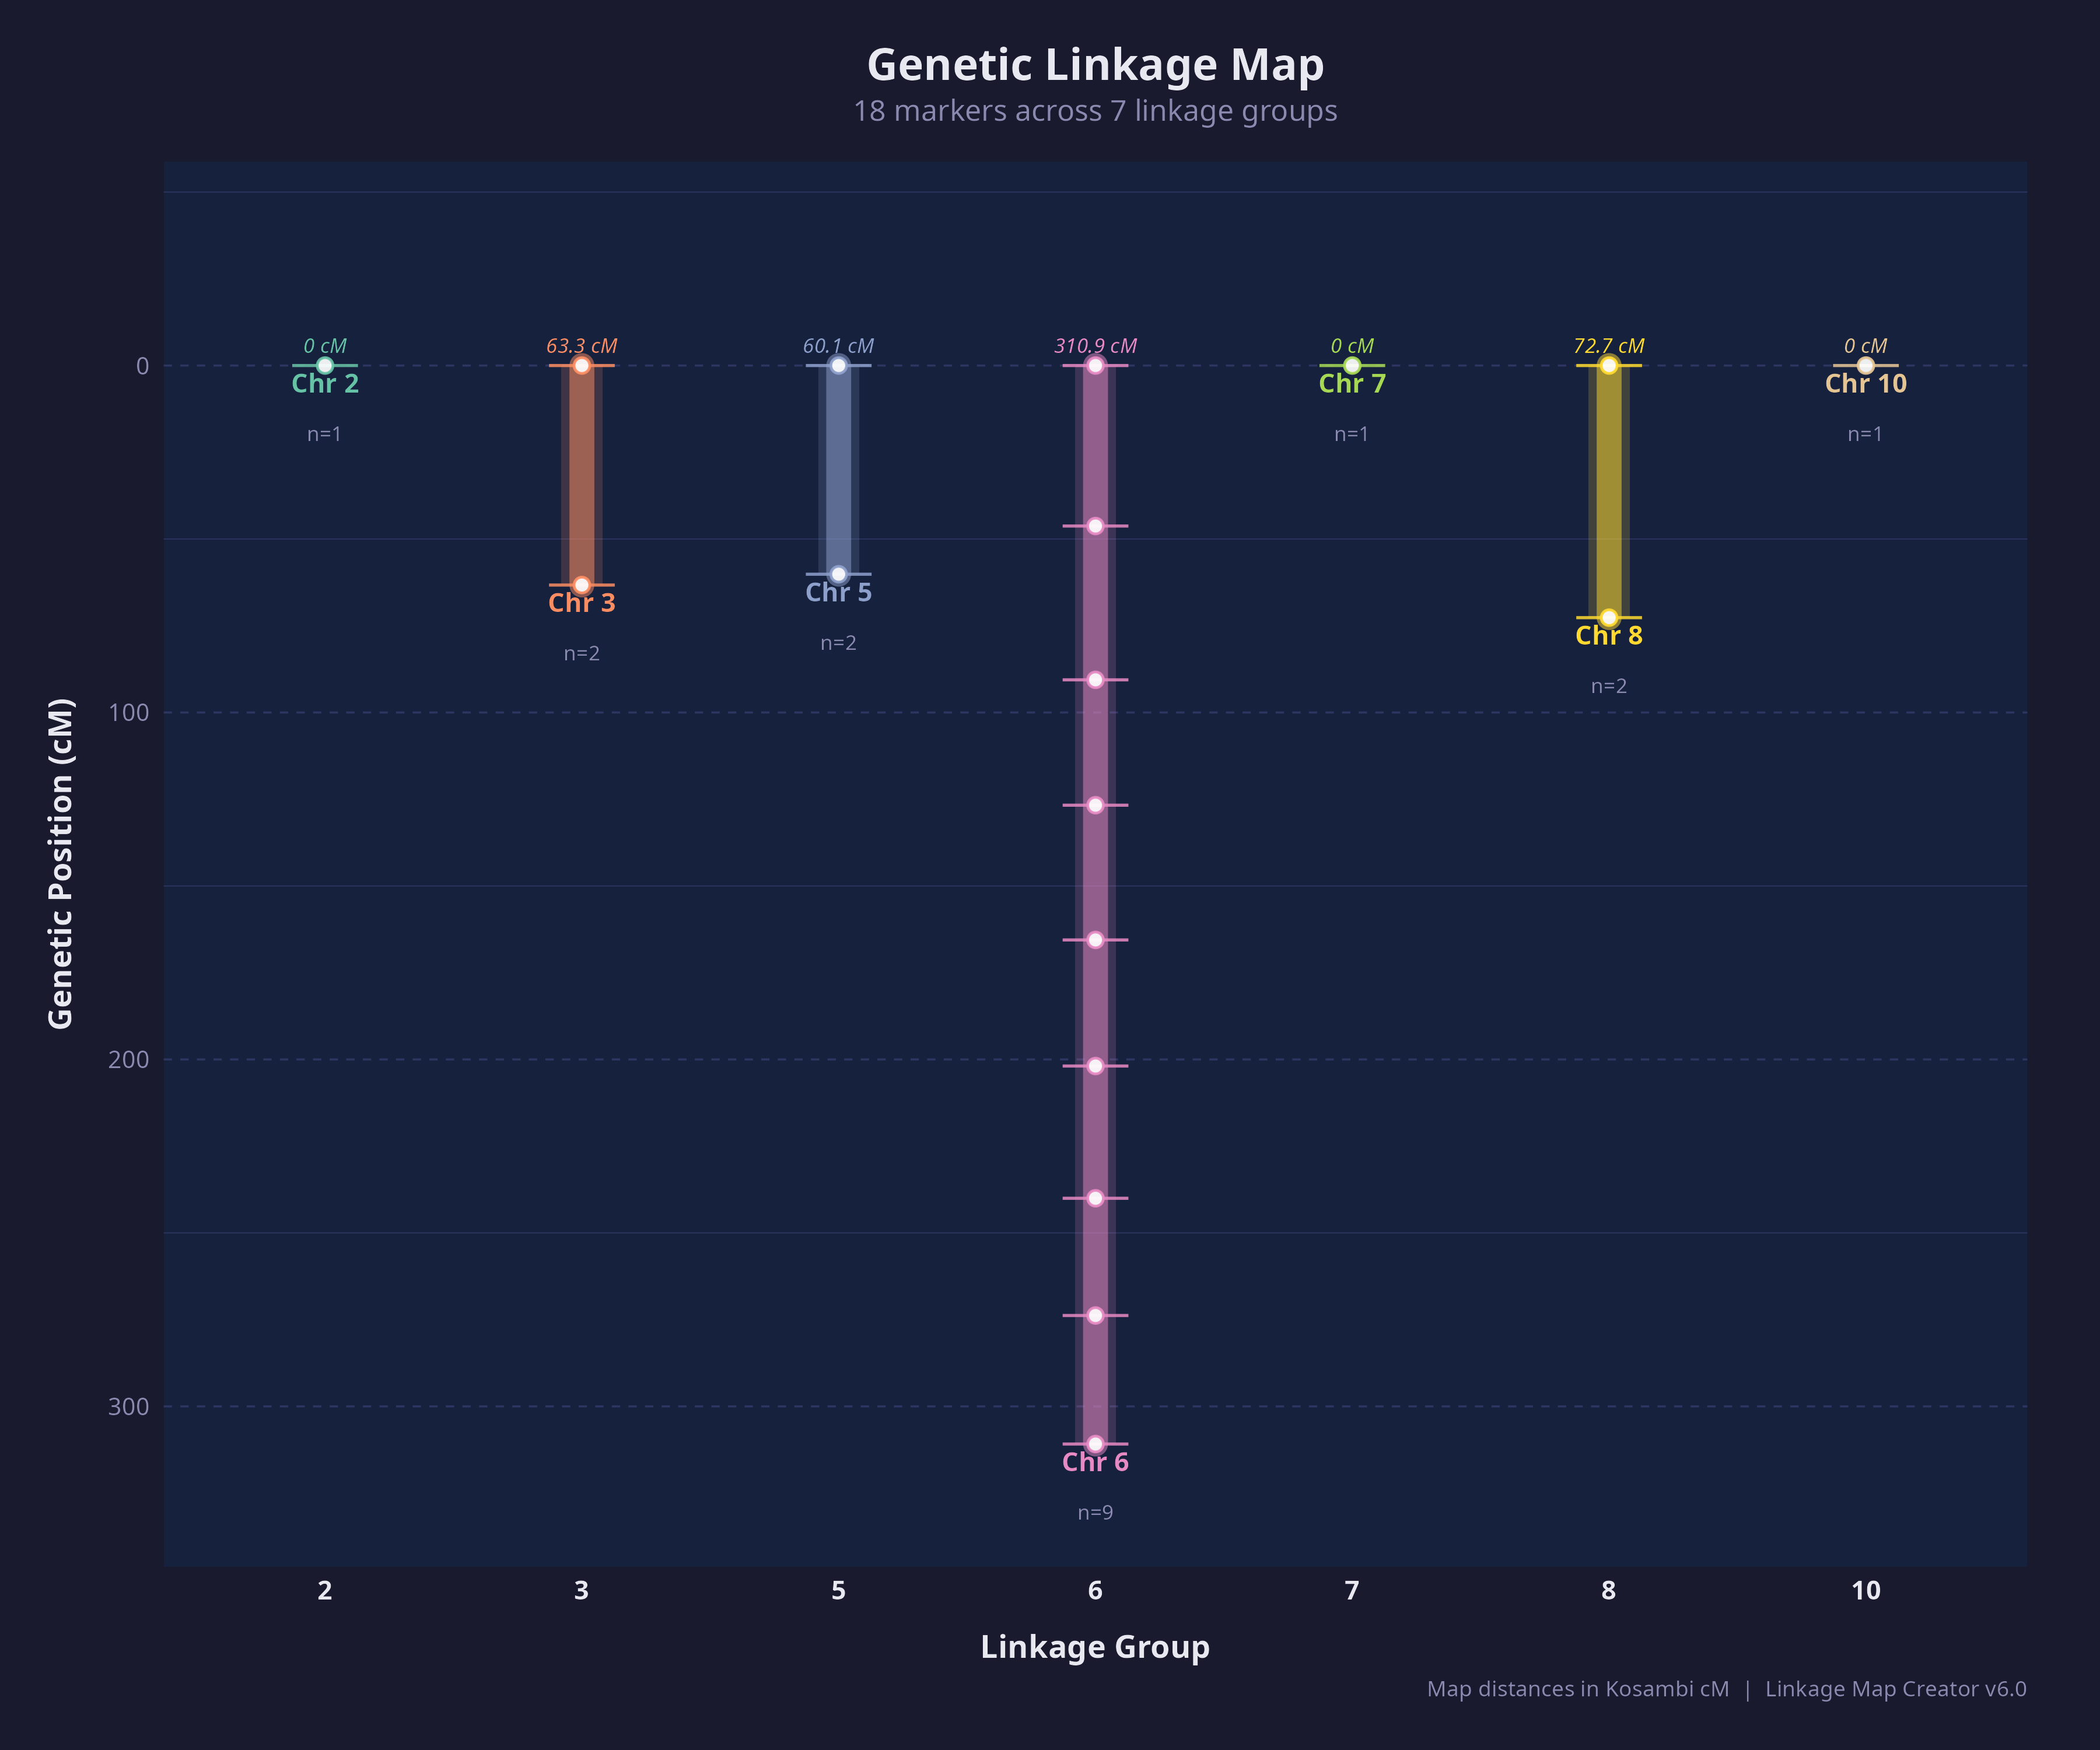 Genetic Linkage Map
18 markers across 7 linkage groups
0 cM
63.3 cM
60.1 cM
310.9 cM
0 cM
72.7 cM
0 cM
0
Chr 2
Chr 7
Chr 10
n=1
n=1
n=1
Chr 5
Chr 3
Chr 8
n=2
n=2
n=2
100
Genetic Position (cM)
200
300
Chr 6
n=9
2 3 5 6 7 8 10
Linkage Group
Map distances in Kosambi cM | Linkage Map Creator v6.0